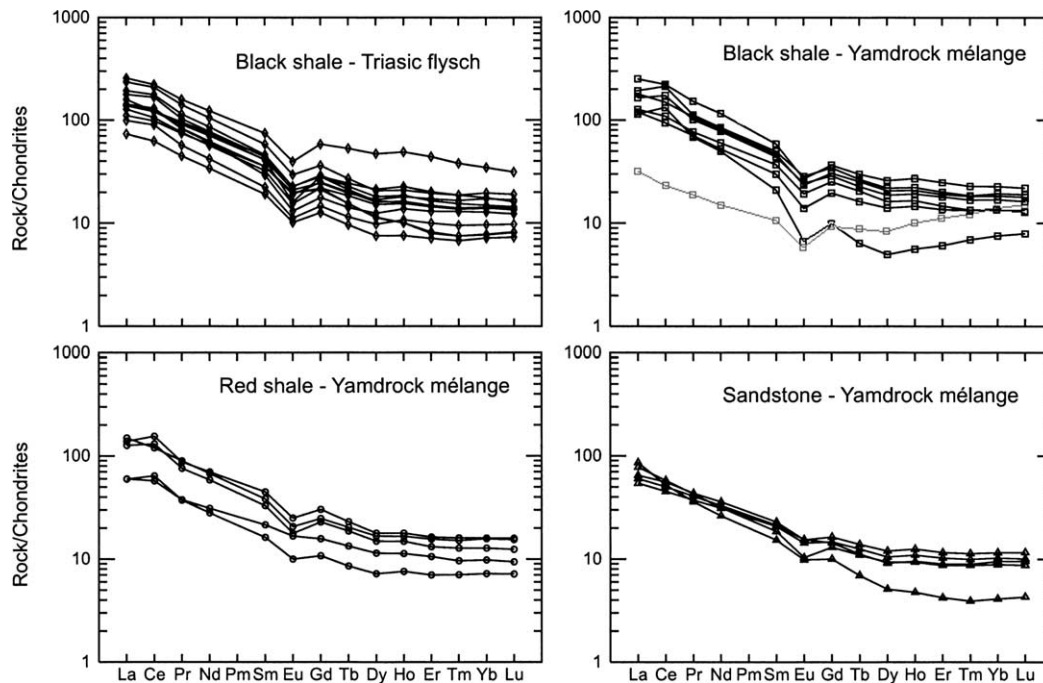 Black shale - Triasic flysch
Rock/Chondrites
1000
100
10
1
Black shale - Yamdrock mélange
1000
100
10
1
Red shale - Yamdrock mélange
Rock/Chondrites
1000
100
10
1
La Ce Pr Nd Pm Sm Eu Gd Tb Dy Ho Er Tm Yb Lu
Sandstone - Yamdrock mélange
1000
100
10
1
La Ce Pr Nd Pm Sm Eu Gd Tb Dy Ho Er Tm Yb Lu